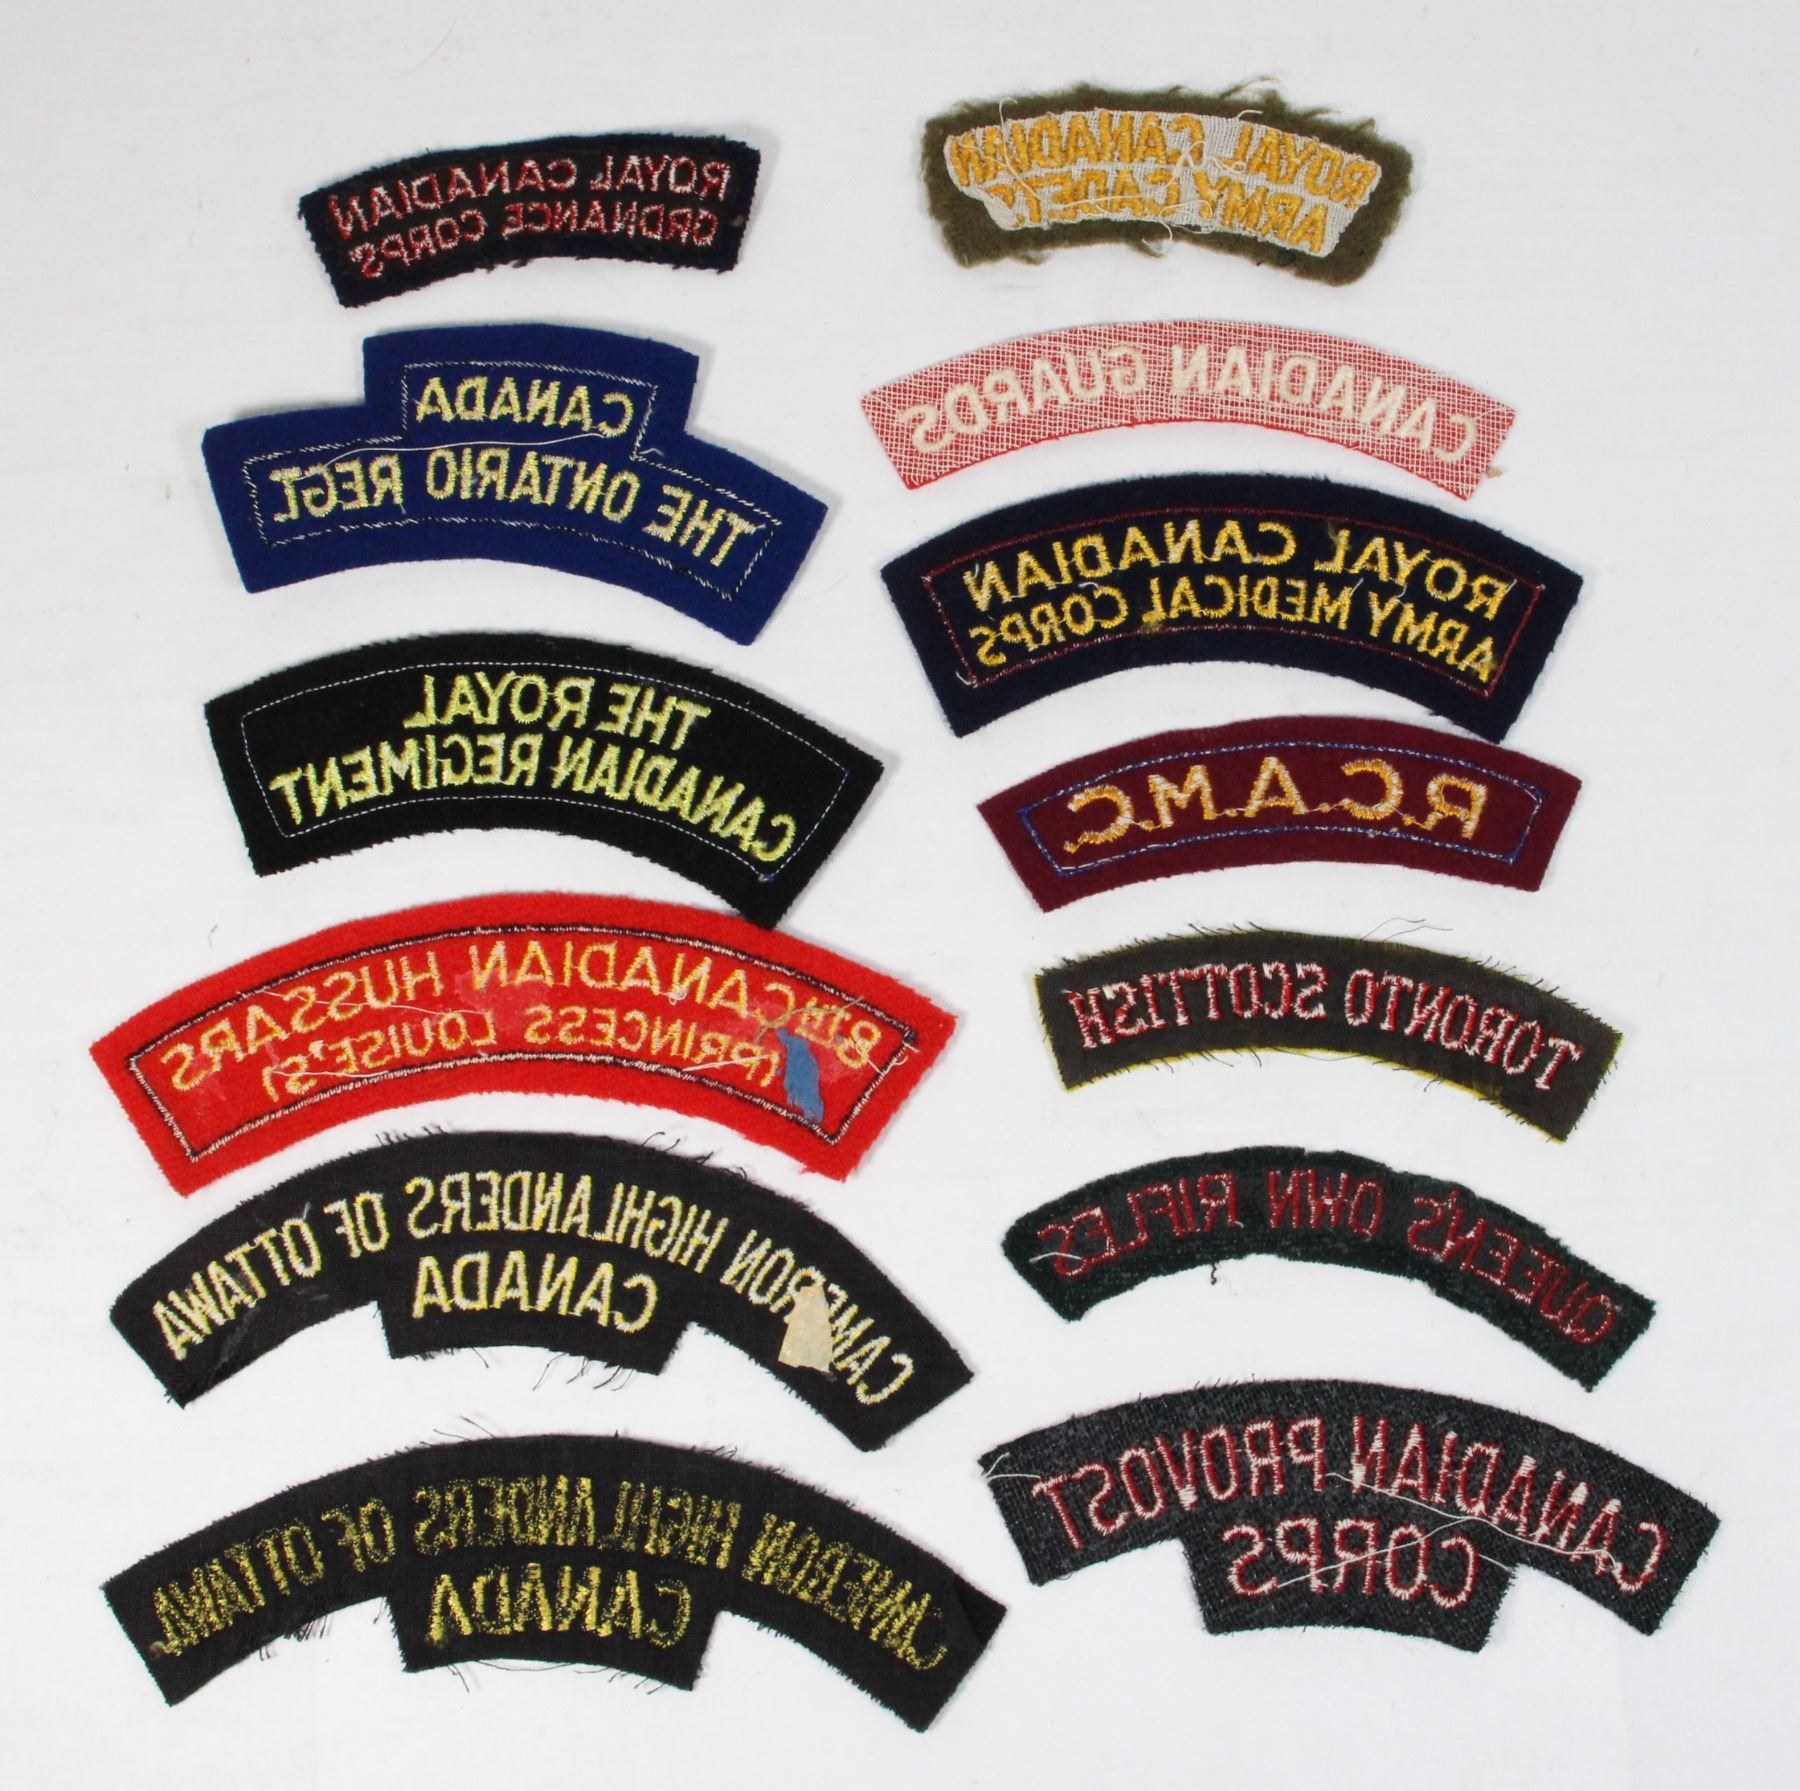 ROYAL CANADIAN
ORDNANCE CORPS
CANADA
THE ONTARIO REGT.
THE ROYAL
CANADIAN REGIMENT
8TH CANADIAN HUSSARS
(PRINCESS LOUISE'S)
CAMERON HIGHLANDERS OF OTTAWA
CANADA
CAMERON HIGHLANDERS OF OTTAWA
CANADA
ROYAL CANADIAN
ARMY CADETS
CANADIAN GUARDS
ROYAL CANADIAN
ARMY MEDICAL CORPS
R.C.A.M.C.
TORONTO SCOTTISH
QUEEN'S OWN RIFLES
CANADIAN PROVOST
CORPS